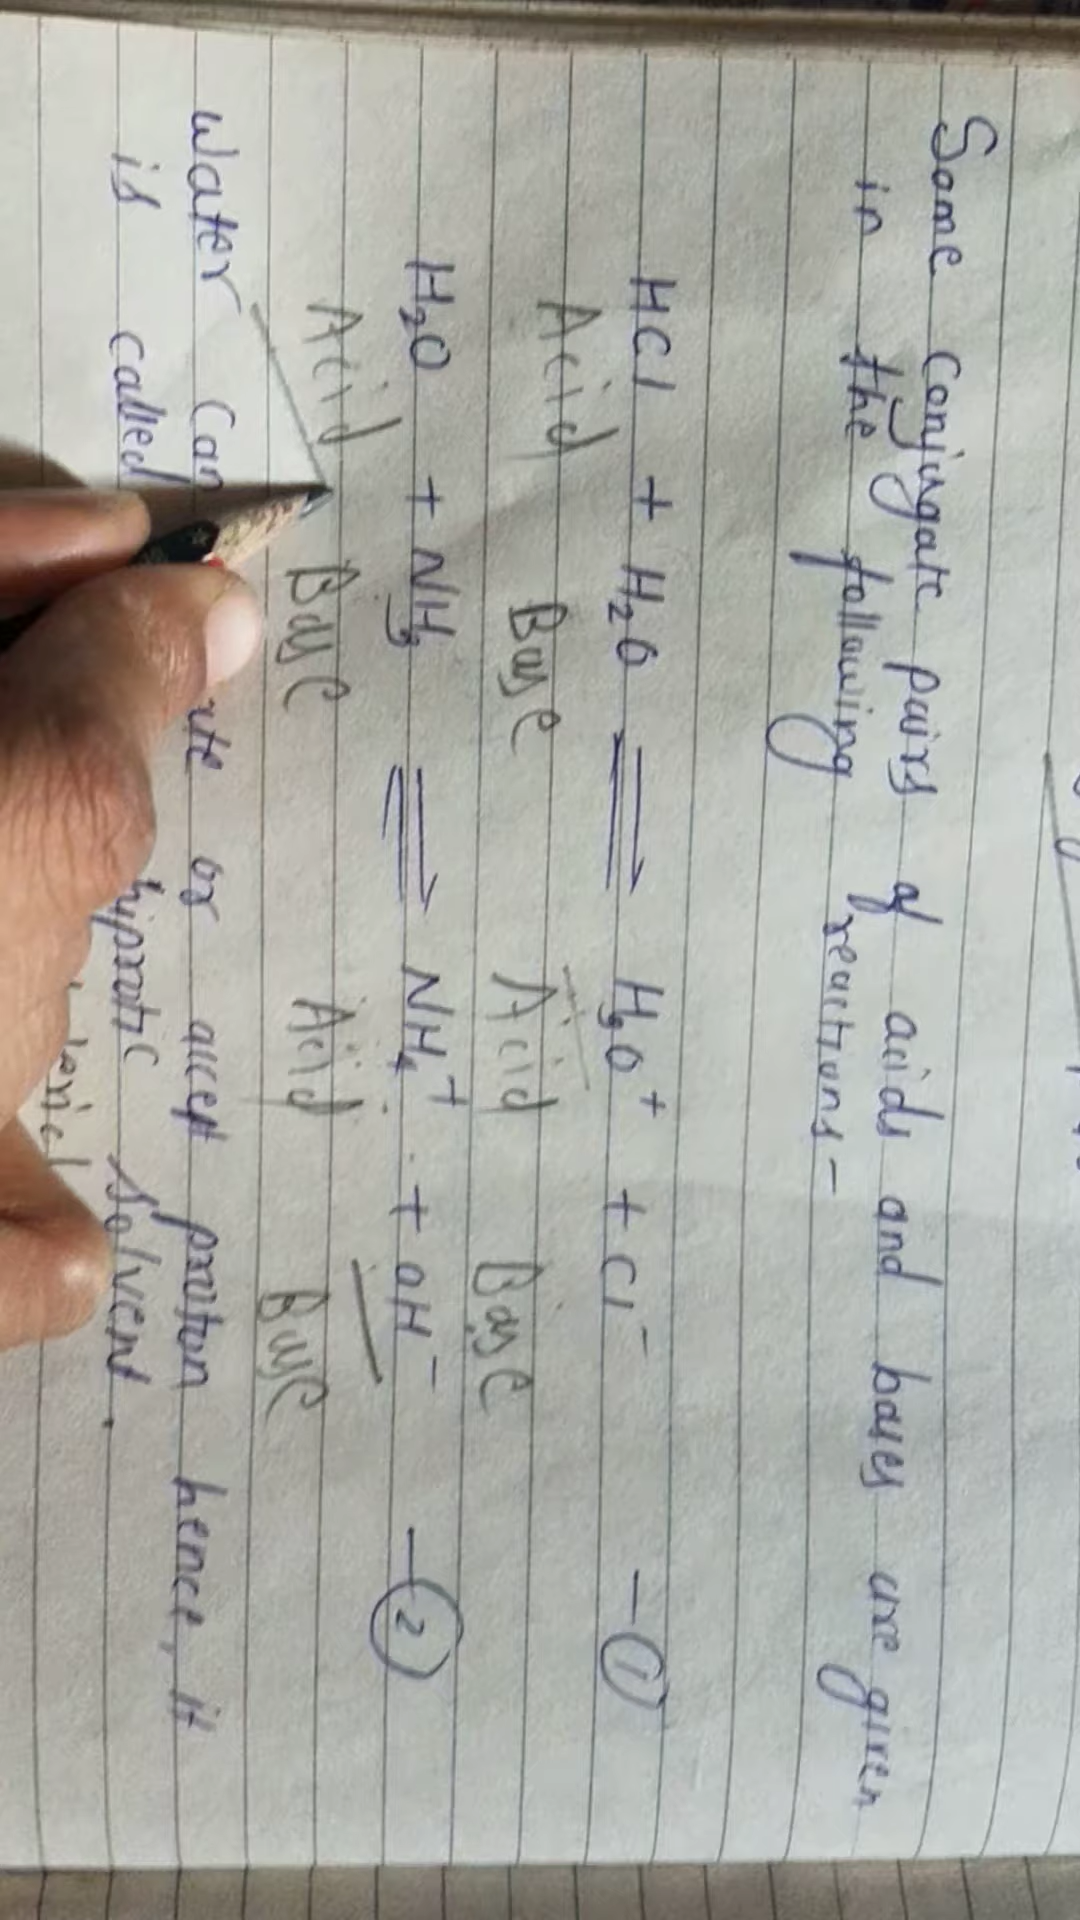 Some conjugate pairs of acids and bases are given
in the following reactions -
HCl + H₂O ⇌ H₃O⁺ + Cl⁻ - ①
Acid Base Acid Base
H₂O + NH₃ ⇌ NH₄⁺ + OH⁻ - ②
Acid Base Acid Base
Water can or accept proton hence, it
is called solvent.